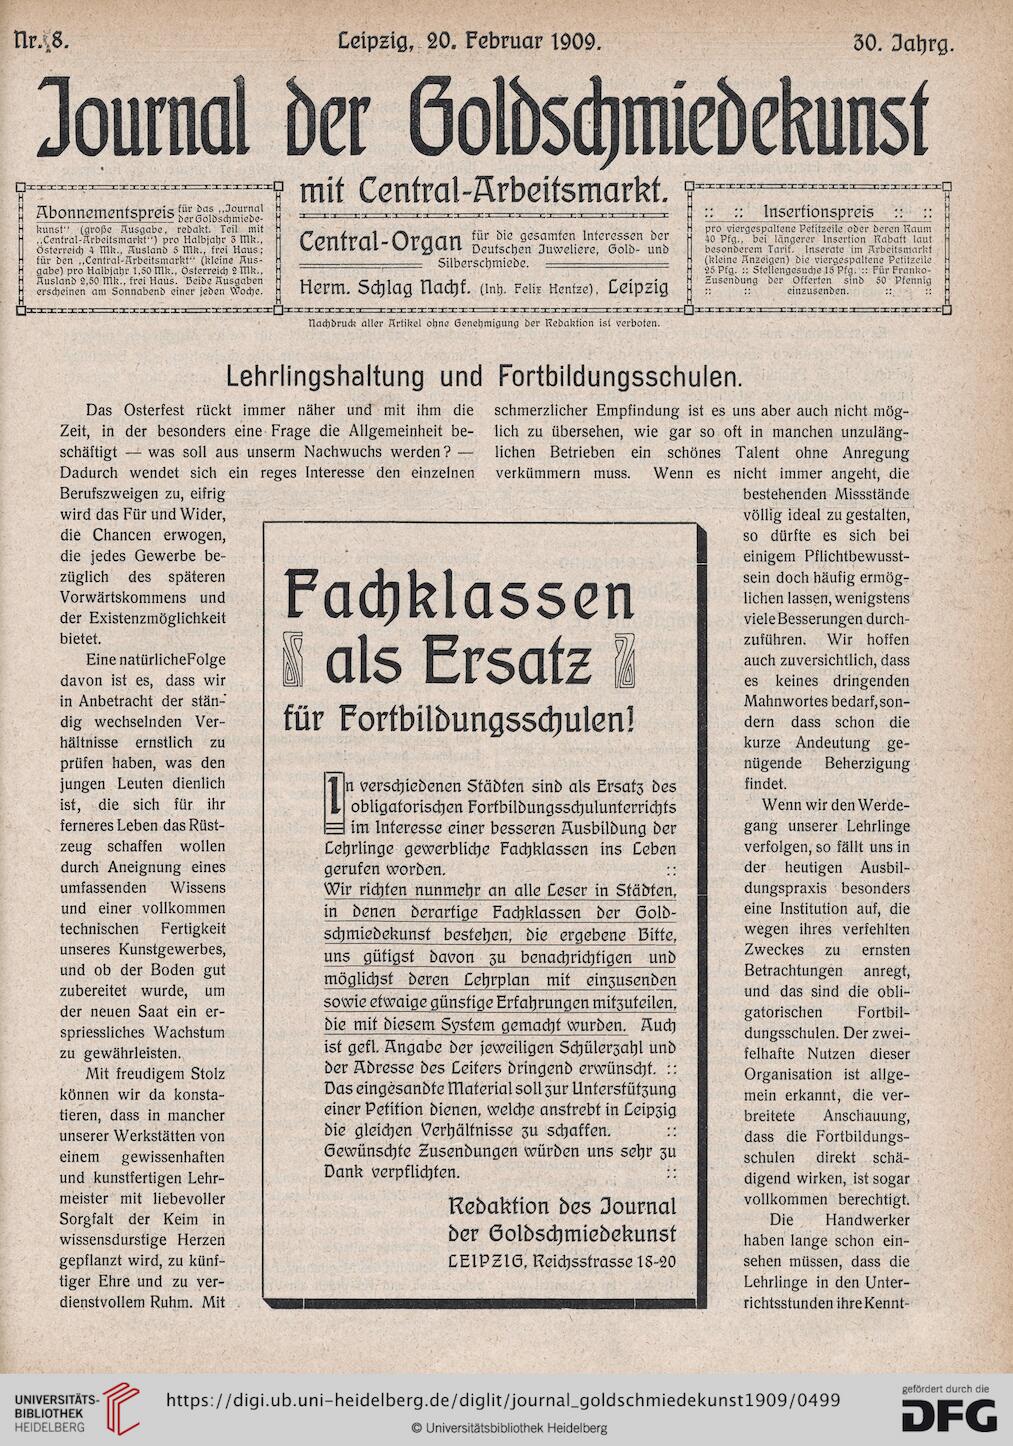 Nr. 8.
Leipzig, 20. Februar 1909.
30. Jahrg.
Journal der Goldschmiedekunst
mit Central-Arbeitsmarkt.
Abonnementspreis für das „Journal
der Goldschmiede-
kunst“ (große Ausgabe, redakt. Teil mit
„Central-Arbeitsmarkt“) pro Halbjahr 3 Mk.,
Österreich 4 Mk., Ausland 5 Mk., frei Haus;
für den „Central-Arbeitsmarkt“ (kleine Aus-
gabe) pro Halbjahr 1,50 Mk., Österreich 2 Mk.,
Ausland 2,50 Mk., frei Haus. Beide Ausgaben
erscheinen am Sonnabend einer jeden Woche.
Central-Organ für die gesamten Interessen der
Deutschen Juweliere, Gold- und
Silberschmiede.
Herm. Schlag Nachf. (Inh. Felix Hentze), Leipzig
:: :: Insertionspreis :: ::
pro viergespaltene Petitzeile oder deren Raum
40 Pfg., bei längerer Insertion Rabatt laut
besonderem Tarif. Inserate im Arbeitsmarkt
(kleine Anzeigen) die viergespaltene Petitzeile
25 Pfg. :: Stellengesuche 15 Pfg. :: Für Franko-
Zusendung der Offerten sind 50 Pfennig
:: :: einzusenden. :: ::
Nachdruck aller Artikel ohne Genehmigung der Redaktion ist verboten.
Lehrlingshaltung und Fortbildungsschulen.
Das Osterfest rückt immer näher und mit ihm die
Zeit, in der besonders eine Frage die Allgemeinheit be-
schäftigt — was soll aus unserm Nachwuchs werden? —
Dadurch wendet sich ein reges Interesse den einzelnen
Berufszweigen zu, eifrig
wird das Für und Wider,
die Chancen erwogen,
die jedes Gewerbe be-
züglich des späteren
Vorwärtskommens und
der Existenzmöglichkeit
bietet.
Eine natürliche Folge
davon ist es, dass wir
in Anbetracht der stän-
dig wechselnden Ver-
hältnisse ernstlich zu
prüfen haben, was den
jungen Leuten dienlich
ist, die sich für ihr
ferneres Leben das Rüst-
zeug schaffen wollen
durch Aneignung eines
umfassenden Wissens
und einer vollkommen
technischen Fertigkeit
unseres Kunstgewerbes,
und ob der Boden gut
zubereitet wurde, um
der neuen Saat ein er-
spriessliches Wachstum
zu gewährleisten.
Mit freudigem Stolz
können wir da konsta-
tieren, dass in mancher
unserer Werkstätten von
einem gewissenhaften
und kunstfertigen Lehr-
meister mit liebevoller
Sorgfalt der Keim in
wissensdurstige Herzen
gepflanzt wird, zu künf-
tiger Ehre und zu ver-
dienstvollem Ruhm. Mit
schmerzlicher Empfindung ist es uns aber auch nicht mög-
lich zu übersehen, wie gar so oft in manchen unzuläng-
lichen Betrieben ein schönes Talent ohne Anregung
verkümmern muss. Wenn es nicht immer angeht, die
bestehenden Missstände
völlig ideal zu gestalten,
so dürfte es sich bei
einigem Pflichtbewusst-
sein doch häufig ermög-
lichen lassen, wenigstens
viele Besserungen durch-
zuführen. Wir hoffen
auch zuversichtlich, dass
es keines dringenden
Mahnwortes bedarf, son-
dern dass schon die
kurze Andeutung ge-
nügende Beherzigung
findet.
Wenn wir den Werde-
gang unserer Lehrlinge
verfolgen, so fällt uns in
der heutigen Ausbil-
dungspraxis besonders
eine Institution auf, die
wegen ihres verfehlten
Zweckes zu ernsten
Betrachtungen anregt,
und das sind die obli-
gatorischen Fortbil-
dungsschulen. Der zwei-
felhafte Nutzen dieser
Organisation ist allge-
mein erkannt, die ver-
breitete Anschauung,
dass die Fortbildungs-
schulen direkt schä-
digend wirken, ist sogar
vollkommen berechtigt.
Die Handwerker
haben lange schon ein-
sehen müssen, dass die
Lehrlinge in den Unter-
richtsstunden ihre Kennt-
Fachklassen
als Ersatz
für Fortbildungsschulen!
In verschiedenen Städten sind als Ersatz des
obligatorischen Fortbildungsschulunterrichts
im Interesse einer besseren Ausbildung der
Lehrlinge gewerbliche Fachklassen ins Leben
gerufen worden. ::
Wir richten nunmehr an alle Leser in Städten,
in denen derartige Fachklassen der Gold-
schmiedekunst bestehen, die ergebene Bitte,
uns gütigst davon zu benachrichtigen und
möglichst deren Lehrplan mit einzusenden
sowie etwaige günstige Erfahrungen mitzuteilen,
die mit diesem System gemacht wurden. Auch
ist gefl. Angabe der jeweiligen Schülerzahl und
der Adresse des Leiters dringend erwünscht. ::
Das eingesandte Material soll zur Unterstützung
einer Petition dienen, welche anstrebt in Leipzig
die gleichen Verhältnisse zu schaffen. ::
Gewünschte Zusendungen würden uns sehr zu
Dank verpflichten. ::
Redaktion des Journal
der Goldschmiedekunst
LEIPZIG, Reichsstrasse 18-20
UNIVERSITÄTS-
BIBLIOTHEK
HEIDELBERG
https://digi.ub.uni-heidelberg.de/diglit/journal_goldschmiedekunst1909/0499
© Universitätsbibliothek Heidelberg
gefördert durch die
DFG